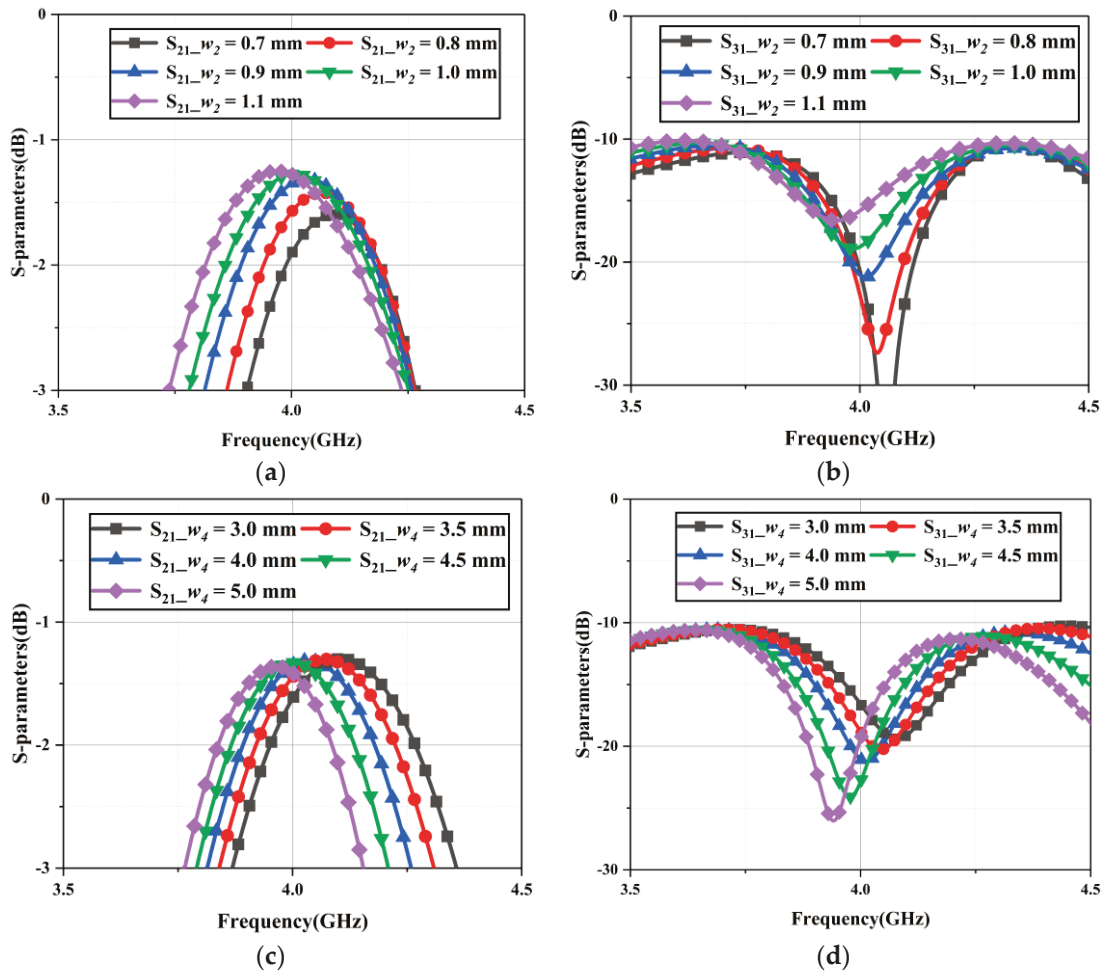 S21_w2 = 0.7 mm S21_w2 = 0.8 mm
S21_w2 = 0.9 mm S21_w2 = 1.0 mm
S21_w2 = 1.1 mm
0
-1
-2
-3
S-parameters(dB)
3.5 4.0 4.5
Frequency(GHz)
(a)
S31_w2 = 0.7 mm S31_w2 = 0.8 mm
S31_w2 = 0.9 mm S31_w2 = 1.0 mm
S31_w2 = 1.1 mm
0
-10
-20
-30
S-parameters(dB)
3.5 4.0 4.5
Frequency(GHz)
(b)
S21_w4 = 3.0 mm S21_w4 = 3.5 mm
S21_w4 = 4.0 mm S21_w4 = 4.5 mm
S21_w4 = 5.0 mm
0
-1
-2
-3
S-parameters(dB)
3.5 4.0 4.5
Frequency(GHz)
(c)
S31_w4 = 3.0 mm S31_w4 = 3.5 mm
S31_w4 = 4.0 mm S31_w4 = 4.5 mm
S31_w4 = 5.0 mm
0
-10
-20
-30
S-parameters(dB)
3.5 4.0 4.5
Frequency(GHz)
(d)